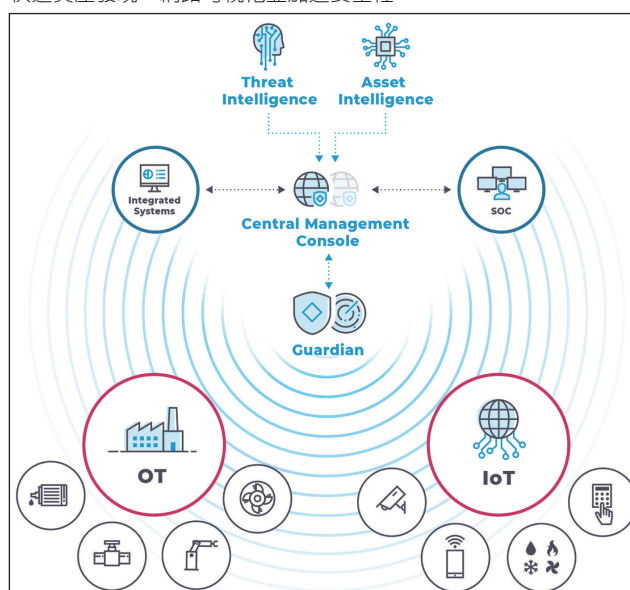 Threat
Intelligence
Asset
Intelligence
Integrated
Systems
SOC
Central Management
Console
Guardian
OT
IoT